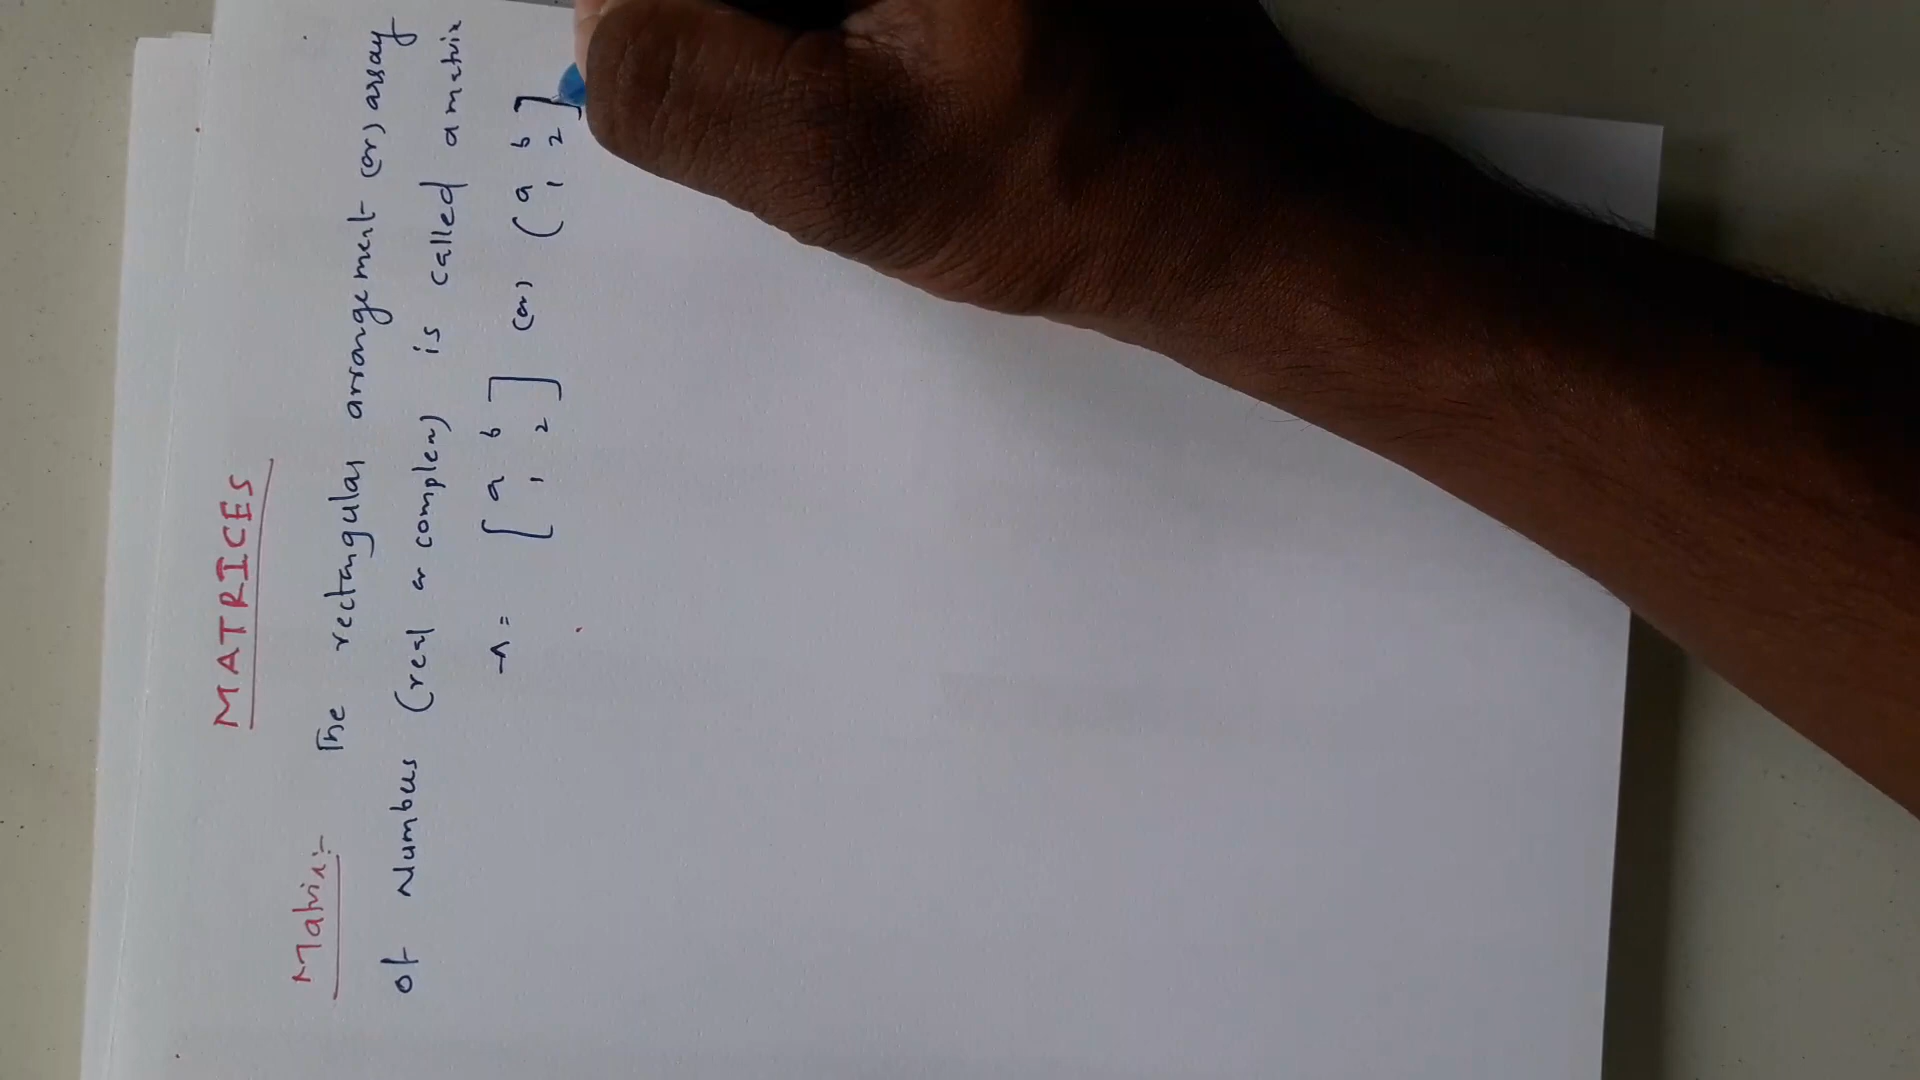 MATRICES
Matrix:- The rectangular arrangement (or) array
of Numbers (real or complex) is called a matrix
A = [ a b ] (or) ( a b ]
1 2 1 2